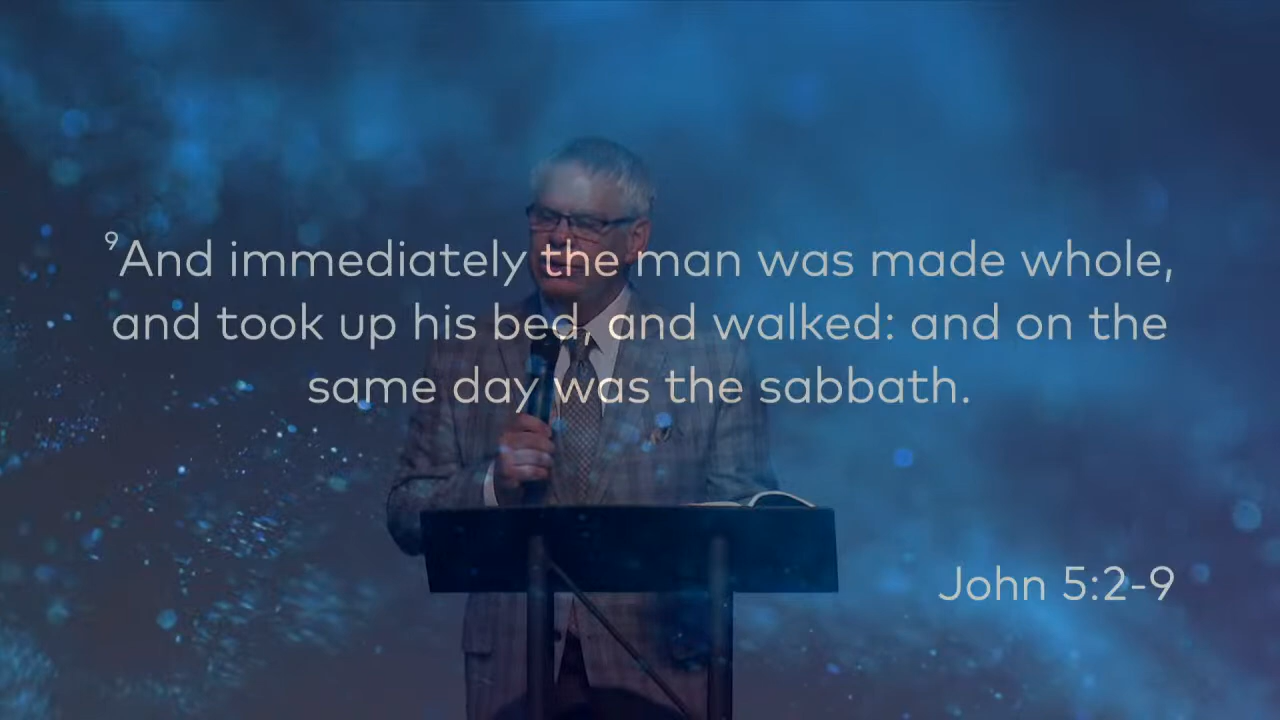 ⁹And immediately the man was made whole,
and took up his bed, and walked: and on the
same day was the sabbath.
John 5:2-9